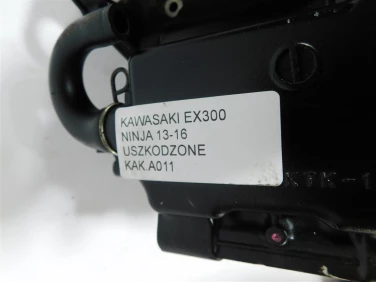 KAWASAKI EX300
NINJA 13-16
USZKODZONE
KAK.A011